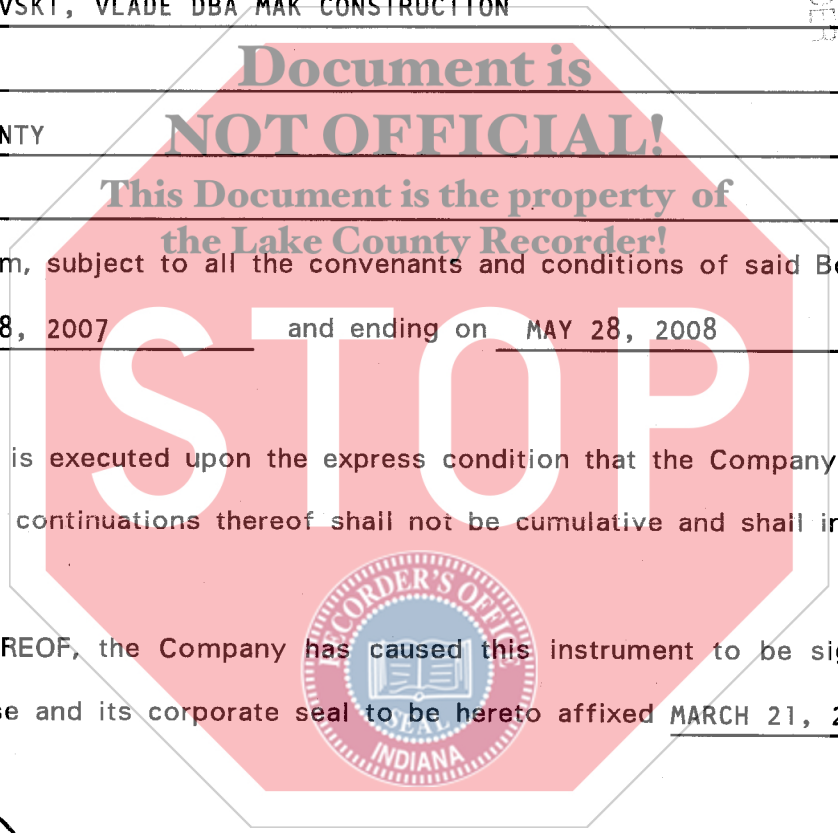 VSKI, VLADE DBA MAK CONSTRUCTION
Document is
NOT OFFICIAL!
NTY
This Document is the property of
the Lake County Recorder!
m, subject to all the convenants and conditions of said B
8, 2007 and ending on MAY 28, 2008
STOP
is executed upon the express condition that the Company
continuations thereof shall not be cumulative and shall in
RECORDER'S OFFICE
REOF, the Company has caused this instrument to be si
se and its corporate seal to be hereto affixed MARCH 21, 2
SEAL
INDIANA